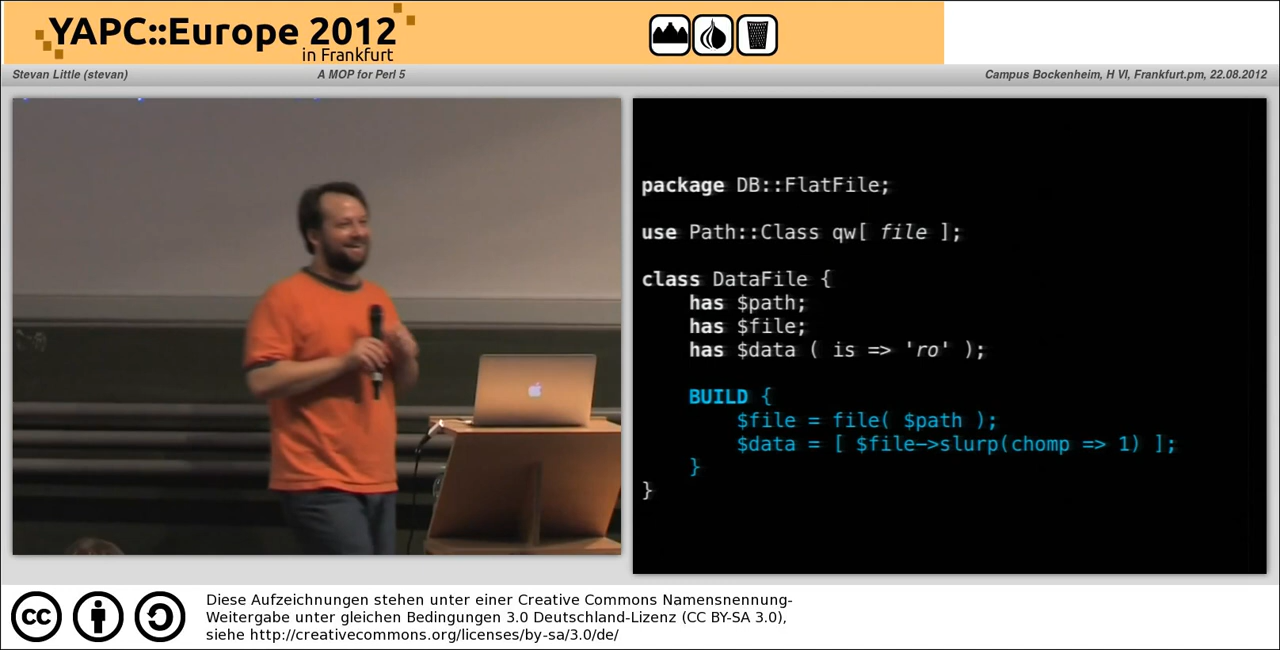 YAPC::Europe 2012
in Frankfurt
Stevan Little (stevan) A MOP for Perl 5 Campus Bockenheim, H VI, Frankfurt.pm, 22.08.2012
package DB::FlatFile;
use Path::Class qw[ file ];
class DataFile {
has $path;
has $file;
has $data ( is => 'ro' );
BUILD {
$file = file( $path );
$data = [ $file->slurp(chomp => 1) ];
}
}
cc
Diese Aufzeichnungen stehen unter einer Creative Commons Namensnennung-
Weitergabe unter gleichen Bedingungen 3.0 Deutschland-Lizenz (CC BY-SA 3.0),
siehe http://creativecommons.org/licenses/by-sa/3.0/de/